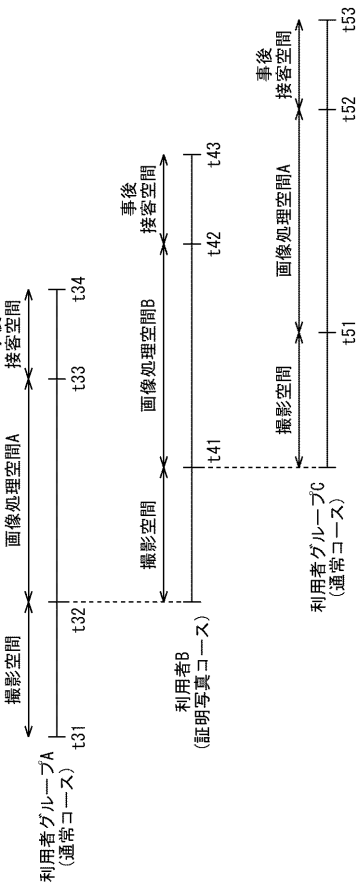 撮影空間
画像処理空間A
接客空間
t31
t32
t33
t34
利用者グループA
(通常コース)
撮影空間
画像処理空間B
事後
接客空間
t41
t42
t43
利用者B
(証明写真コース)
撮影空間
画像処理空間A
事後
接客空間
t51
t52
t53
利用者グループC
(通常コース)